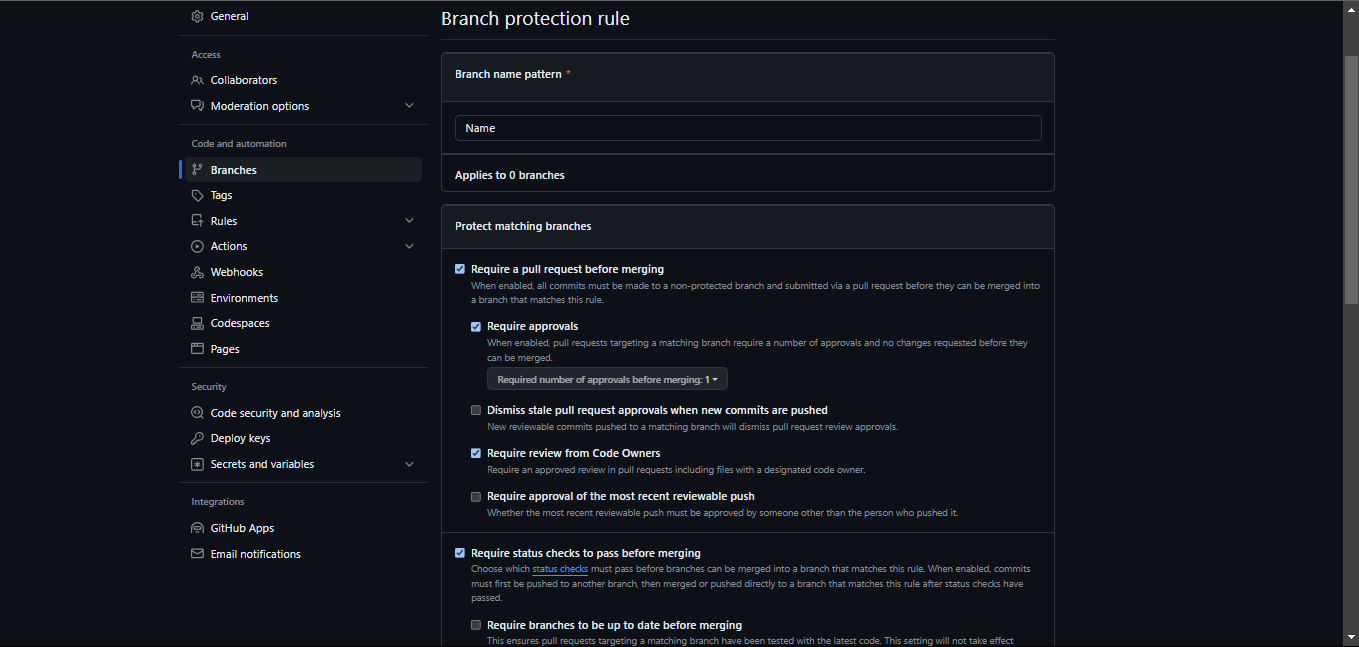 General
Access
Collaborators
Moderation options
Code and automation
Branches
Tags
Rules
Actions
Webhooks
Environments
Codespaces
Pages
Security
Code security and analysis
Deploy keys
Secrets and variables
Integrations
GitHub Apps
Email notifications
Branch protection rule
Branch name pattern *
Name
Applies to 0 branches
Protect matching branches
Require a pull request before merging
When enabled, all commits must be made to a non-protected branch and submitted via a pull request before they can be merged into
a branch that matches this rule.
Require approvals
When enabled, pull requests targeting a matching branch require a number of approvals and no changes requested before they
can be merged.
Required number of approvals before merging: 1
Dismiss stale pull request approvals when new commits are pushed
New reviewable commits pushed to a matching branch will dismiss pull request review approvals.
Require review from Code Owners
Require an approved review in pull requests including files with a designated code owner.
Require approval of the most recent reviewable push
Whether the most recent reviewable push must be approved by someone other than the person who pushed it.
Require status checks to pass before merging
Choose which status checks must pass before branches can be merged into a branch that matches this rule. When enabled, commits
must first be pushed to another branch, then merged or pushed directly to a branch that matches this rule after status checks have
passed.
Require branches to be up to date before merging
This ensures pull requests targeting a matching branch have been tested with the latest code. This setting will not take effect